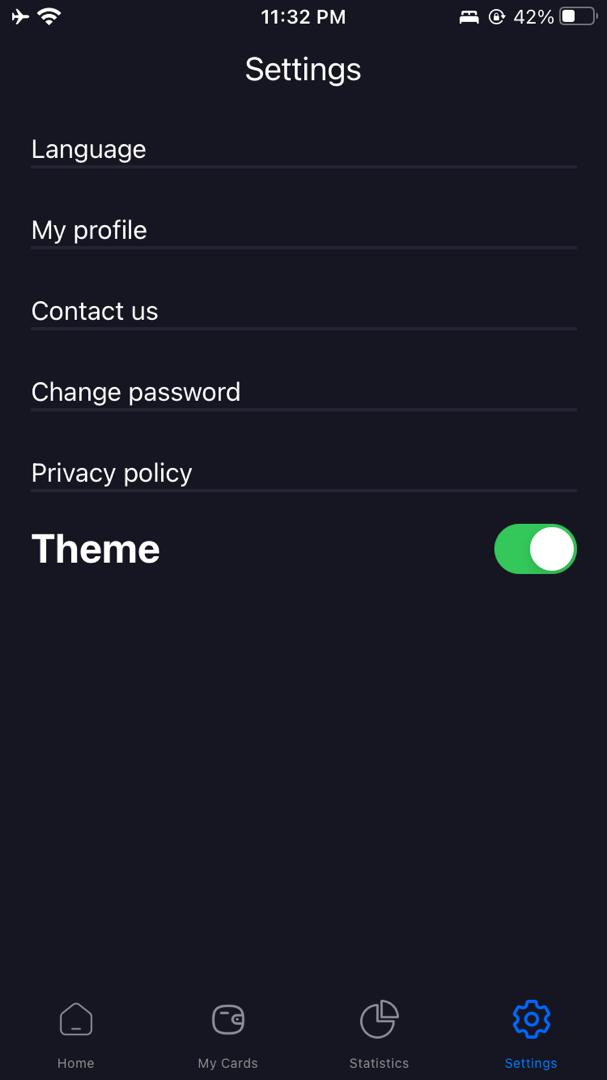 11:32 PM
42%
Settings
Language
My profile
Contact us
Change password
Privacy policy
Theme
Home
My Cards
Statistics
Settings